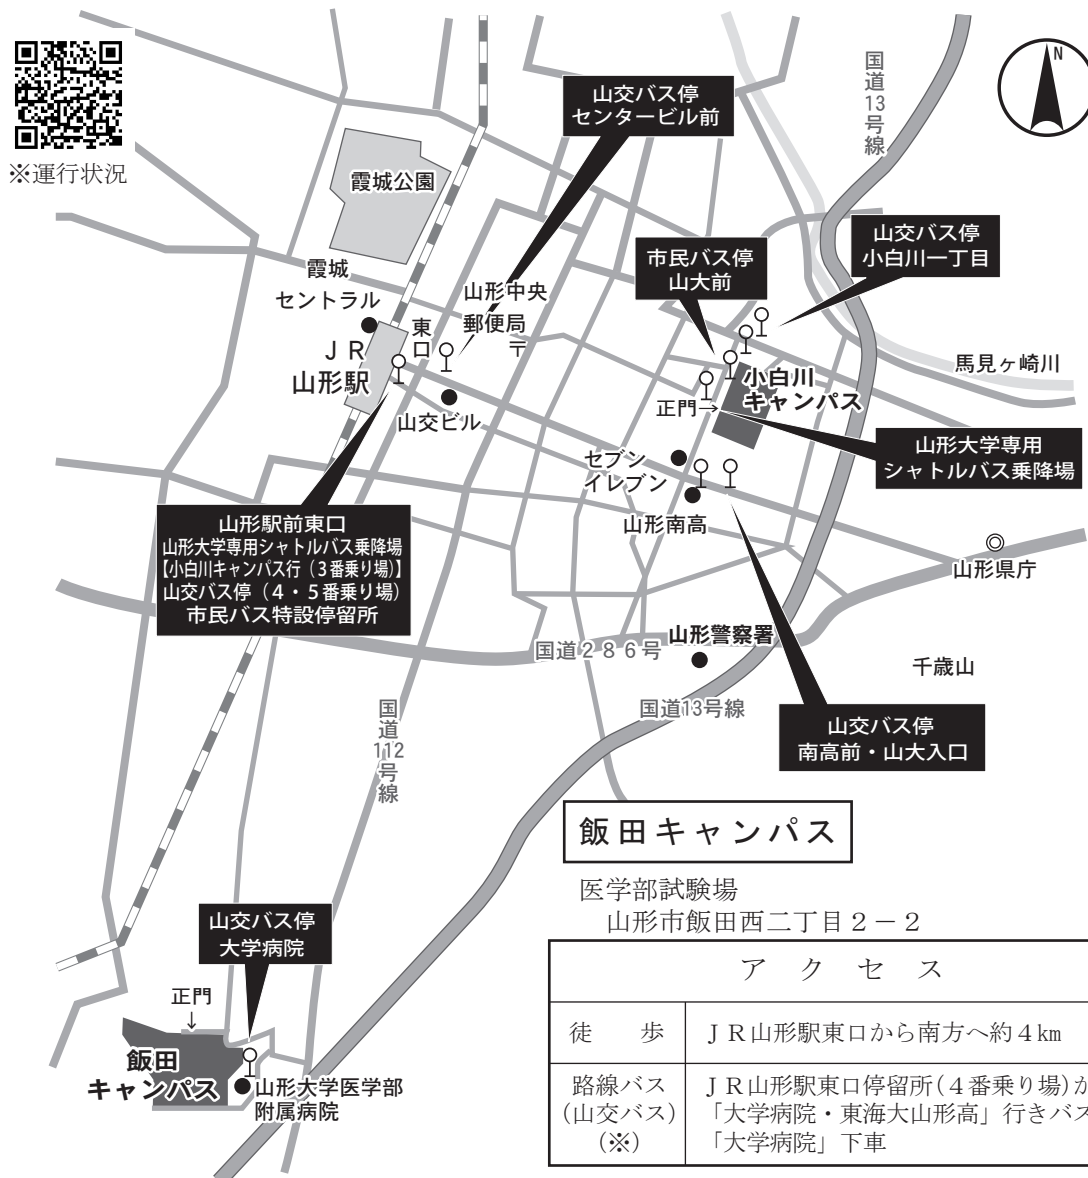 ※運行状況
山交バス停
センタービル前
国道13号線
N
霞城公園
山交バス停
小白川一丁目
市民バス停
山大前
霞城
セントラル
山形中央
郵便局
〒
東口
JR
山形駅
馬見ヶ崎川
小白川
キャンパス
正門→
山交ビル
山形大学専用
シャトルバス乗降場
セブン
イレブン
山形南高
山形駅前東口
山形大学専用シャトルバス乗降場
【小白川キャンパス行（3番乗り場）】
山交バス停（4・5番乗り場）
市民バス特設停留所
山形県庁
山形警察署
国道286号
千歳山
国道13号線
国道112号線
山交バス停
南高前・山大入口
飯田キャンパス
医学部試験場
山形市飯田西二丁目2－2
山交バス停
大学病院
正門
↓
飯田
キャンパス
山形大学医学部
附属病院
アクセス
徒歩
JR山形駅東口から南方へ約4km
路線バス
(山交バス)
(※)
JR山形駅東口停留所(4番乗り場)か
「大学病院・東海大山形高」行きバス
「大学病院」下車